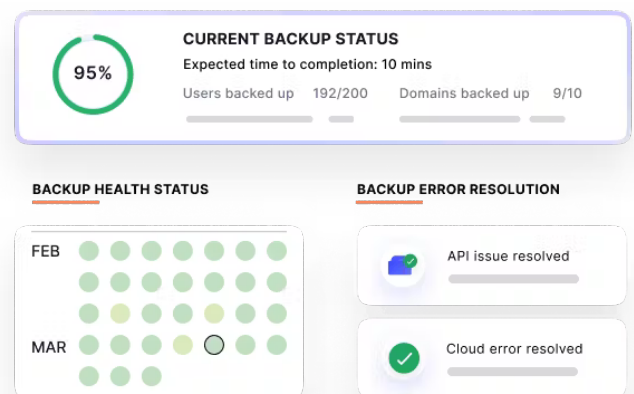 CURRENT BACKUP STATUS
95%
Expected time to completion: 10 mins
Users backed up 192/200 Domains backed up 9/10
BACKUP HEALTH STATUS
BACKUP ERROR RESOLUTION
FEB
MAR
API issue resolved
Cloud error resolved